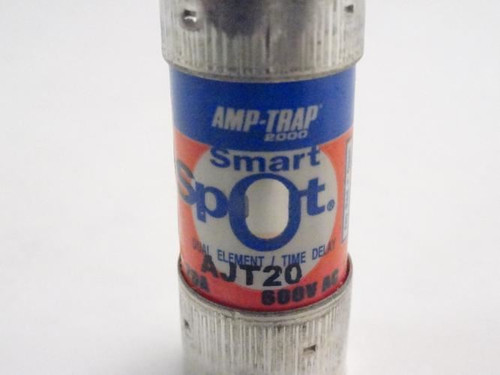 AMP-TRAP®
2000
Smart
Spot®
DUAL ELEMENT / TIME DELAY
AJT20
600V AC